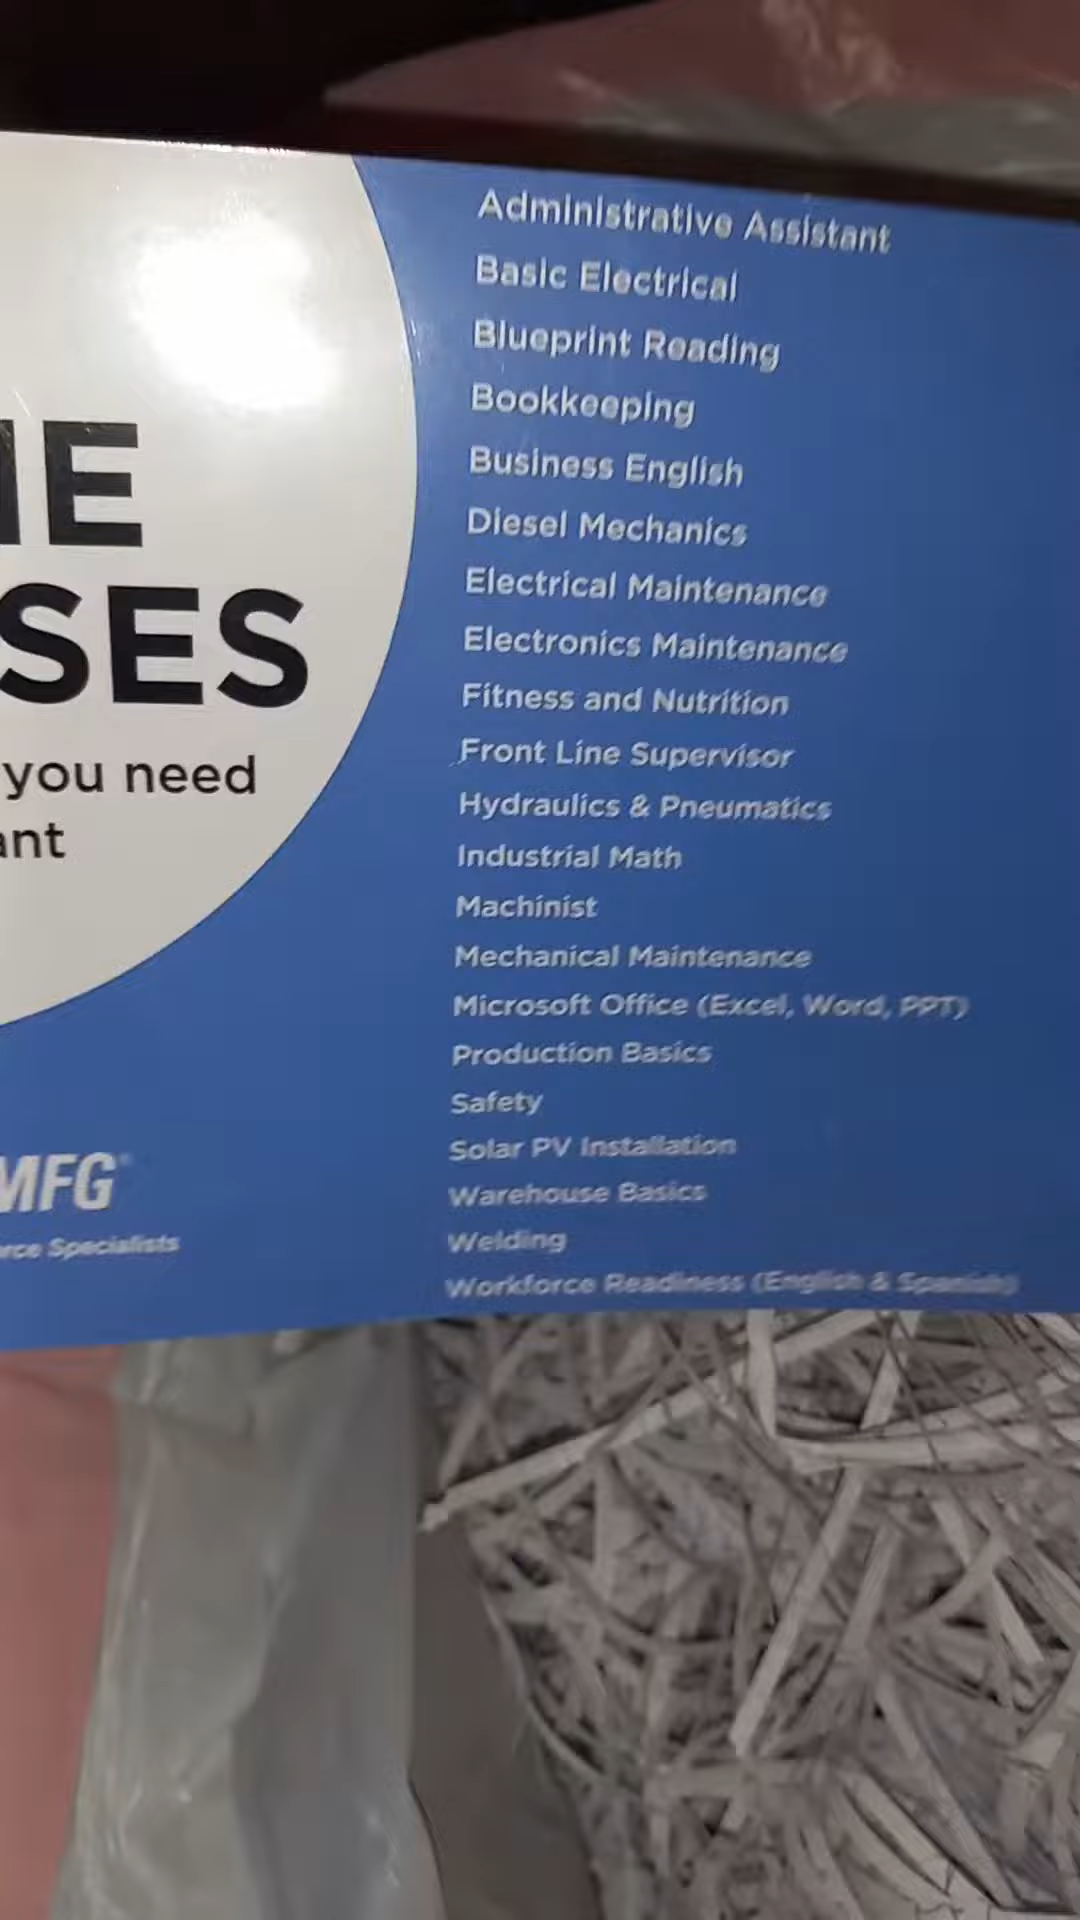 IE
SES
you need
ant
MFG
rce Specialists
Administrative Assistant
Basic Electrical
Blueprint Reading
Bookkeeping
Business English
Diesel Mechanics
Electrical Maintenance
Electronics Maintenance
Fitness and Nutrition
Front Line Supervisor
Hydraulics & Pneumatics
Industrial Math
Machinist
Mechanical Maintenance
Microsoft Office (Excel, Word, PPT)
Production Basics
Safety
Solar PV Installation
Warehouse Basics
Welding
Workforce Readiness (English & Spanish)